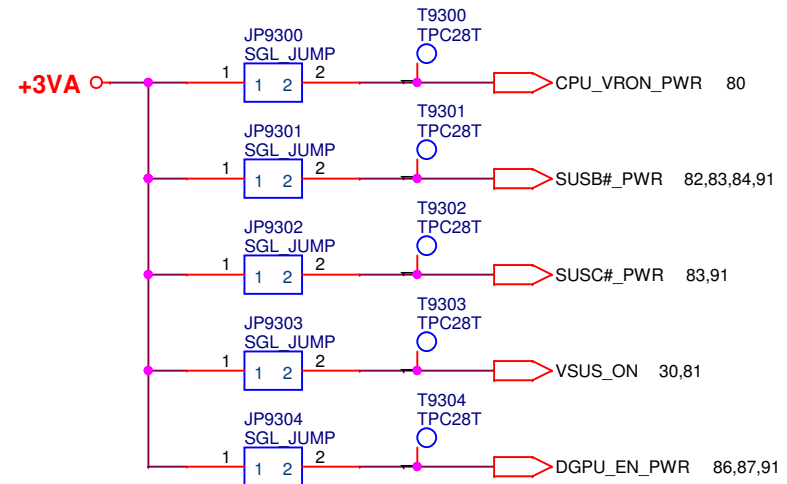 T9300
TPC28T
JP9300
SGL_JUMP
+3VA
1 1 2 2
CPU_VRON_PWR 80
T9301
TPC28T
JP9301
SGL_JUMP
1 1 2 2
SUSB#_PWR 82,83,84,91
T9302
TPC28T
JP9302
SGL_JUMP
1 1 2 2
SUSC#_PWR 83,91
T9303
TPC28T
JP9303
SGL_JUMP
1 1 2 2
VSUS_ON 30,81
T9304
TPC28T
JP9304
SGL_JUMP
1 1 2 2
DGPU_EN_PWR 86,87,91